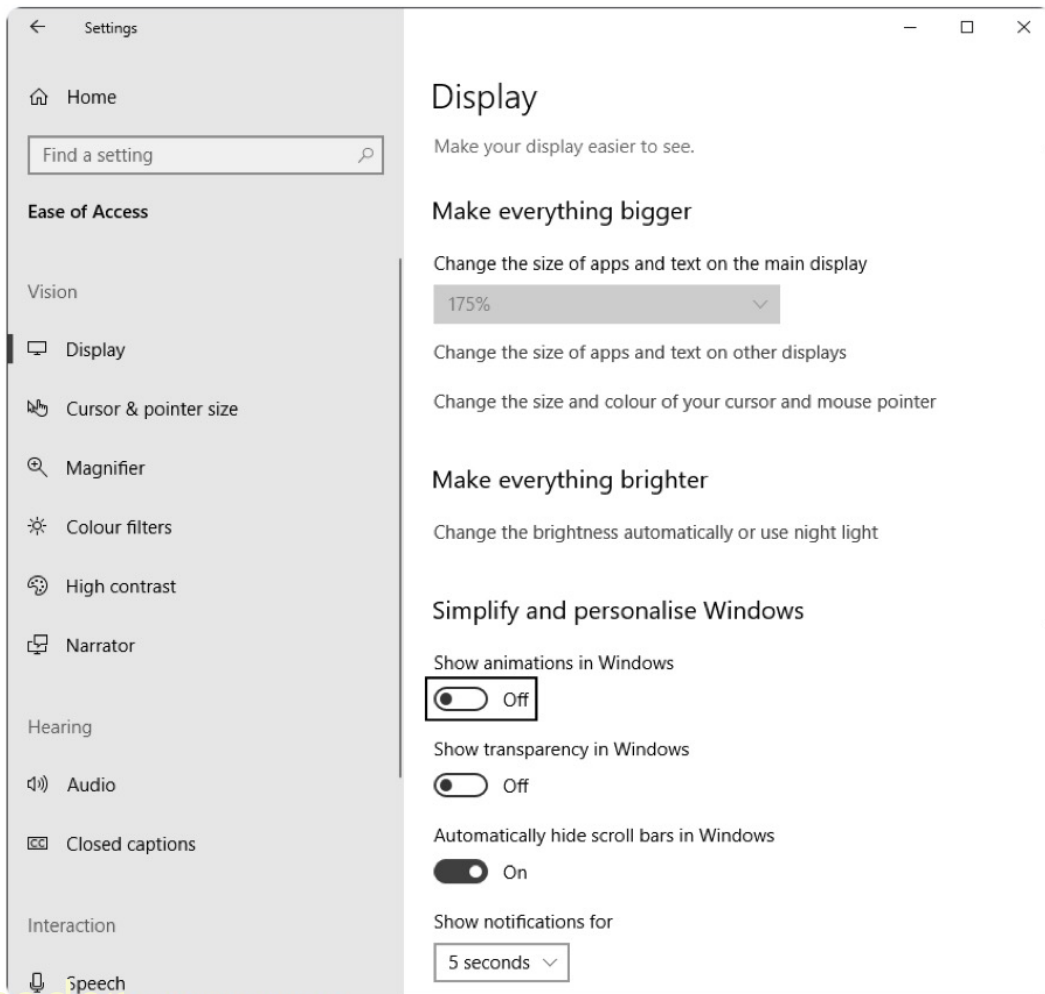 Settings
Home
Find a setting
Ease of Access
Vision
Display
Cursor & pointer size
Magnifier
Colour filters
High contrast
Narrator
Hearing
Audio
CC Closed captions
Interaction
Speech
Display
Make your display easier to see.
Make everything bigger
Change the size of apps and text on the main display
175%
Change the size of apps and text on other displays
Change the size and colour of your cursor and mouse pointer
Make everything brighter
Change the brightness automatically or use night light
Simplify and personalise Windows
Show animations in Windows
Off
Show transparency in Windows
Off
Automatically hide scroll bars in Windows
On
Show notifications for
5 seconds